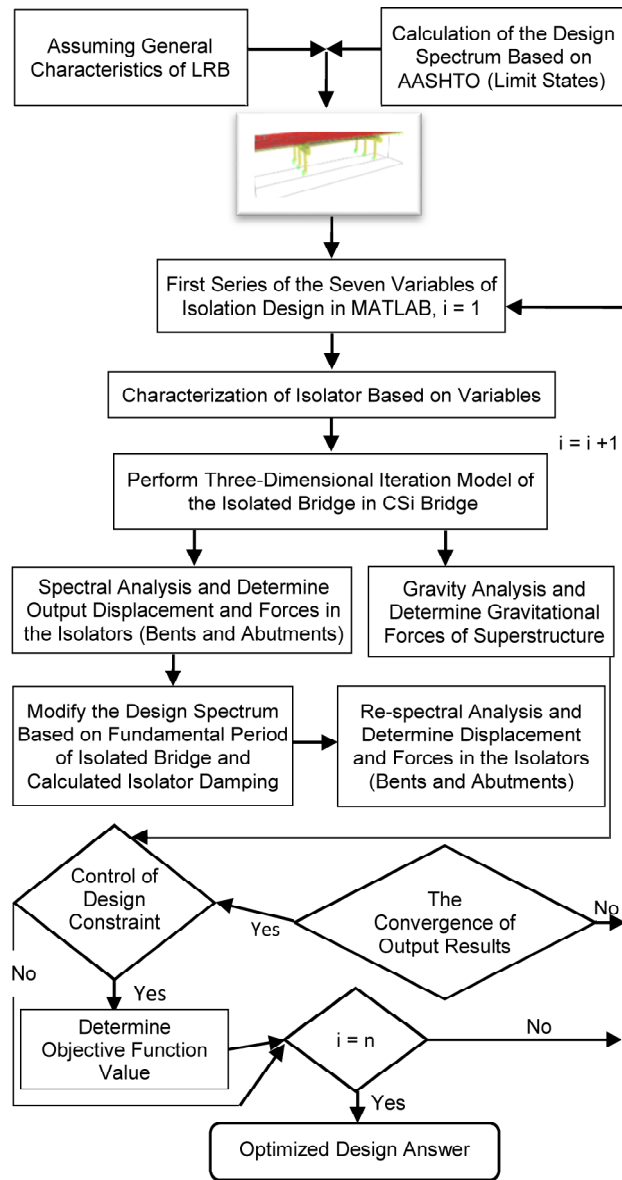 Assuming General
Characteristics of LRB
Calculation of the Design
Spectrum Based on
AASHTO (Limit States)
First Series of the Seven Variables of
Isolation Design in MATLAB, i = 1
Characterization of Isolator Based on Variables
i = i +1
Perform Three-Dimensional Iteration Model of
the Isolated Bridge in CSi Bridge
Spectral Analysis and Determine
Output Displacement and Forces in
the Isolators (Bents and Abutments)
Gravity Analysis and
Determine Gravitational
Forces of Superstructure
Modify the Design Spectrum
Based on Fundamental Period
of Isolated Bridge and
Calculated Isolator Damping
Re-spectral Analysis and
Determine Displacement
and Forces in the Isolators
(Bents and Abutments)
Control of
Design
Constraint
The
Convergence of
Output Results
No
Yes
No
Yes
Determine
Objective Function
Value
i = n
No
Yes
Optimized Design Answer